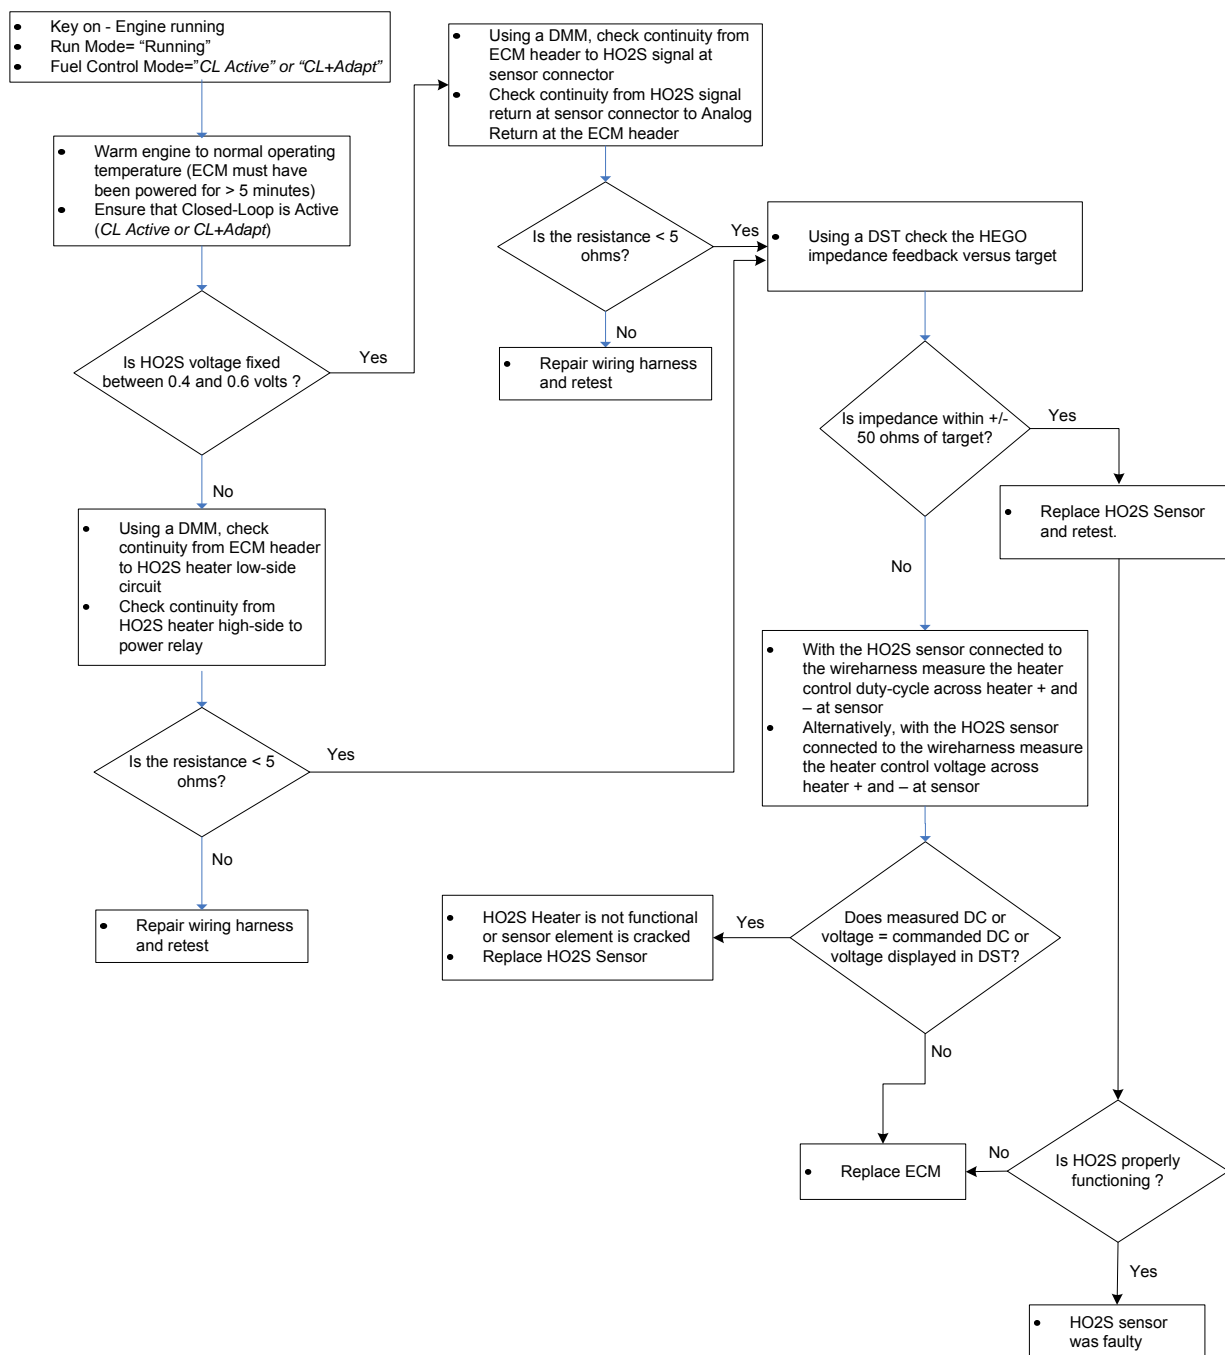 • Key on - Engine running
• Run Mode= “Running”
• Fuel Control Mode=”CL Active” or “CL+Adapt”
• Warm engine to normal operating
temperature (ECM must have
been powered for > 5 minutes)
• Ensure that Closed-Loop is Active
(CL Active or CL+Adapt)
Is HO2S voltage fixed
between 0.4 and 0.6 volts ?
Yes
No
• Using a DMM, check
continuity from ECM header
to HO2S heater low-side
circuit
• Check continuity from
HO2S heater high-side to
power relay
Is the resistance < 5
ohms?
Yes
No
• Repair wiring harness
and retest
• Using a DMM, check continuity from
ECM header to HO2S signal at
sensor connector
• Check continuity from HO2S signal
return at sensor connector to Analog
Return at the ECM header
Is the resistance < 5
ohms?
Yes
No
• Repair wiring harness
and retest
• Using a DST check the HEGO
impedance feedback versus target
Is impedance within +/-
50 ohms of target?
Yes
No
• Replace HO2S Sensor
and retest.
• With the HO2S sensor connected to
the wireharness measure the heater
control duty-cycle across heater + and
– at sensor
• Alternatively, with the HO2S sensor
connected to the wireharness measure
the heater control voltage across
heater + and – at sensor
Does measured DC or
voltage = commanded DC or
voltage displayed in DST?
Yes
No
• HO2S Heater is not functional
or sensor element is cracked
• Replace HO2S Sensor
• Replace ECM
Is HO2S properly
functioning ?
No
Yes
• HO2S sensor
was faulty